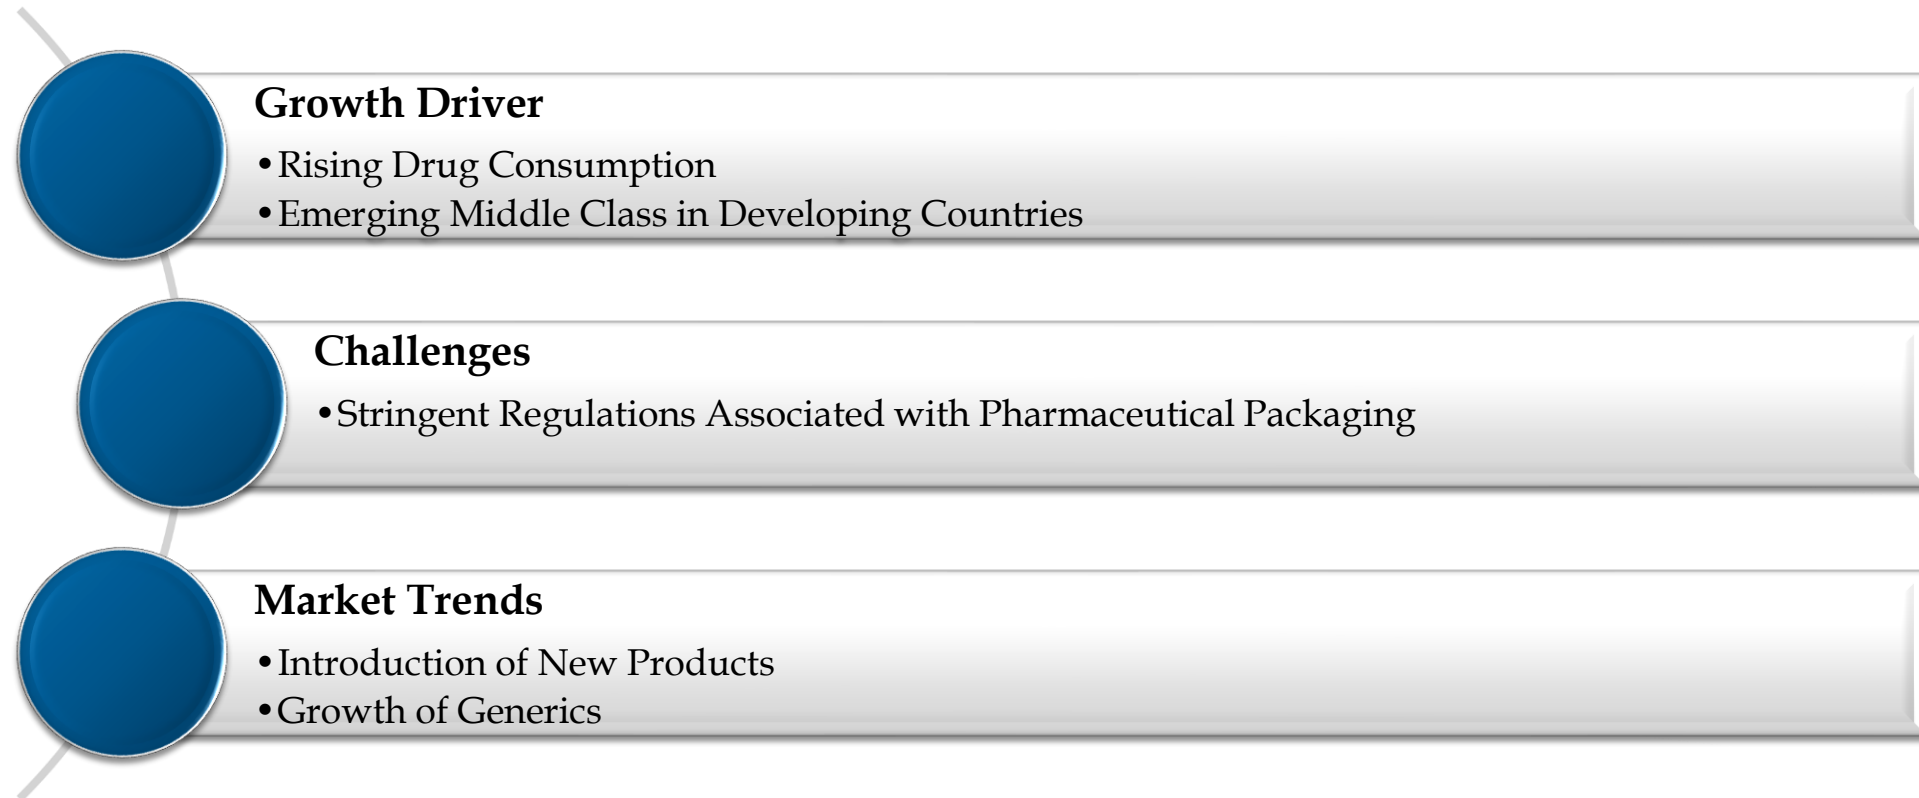 Growth Driver
•Rising Drug Consumption
•Emerging Middle Class in Developing Countries
Challenges
•Stringent Regulations Associated with Pharmaceutical Packaging
Market Trends
•Introduction of New Products
•Growth of Generics